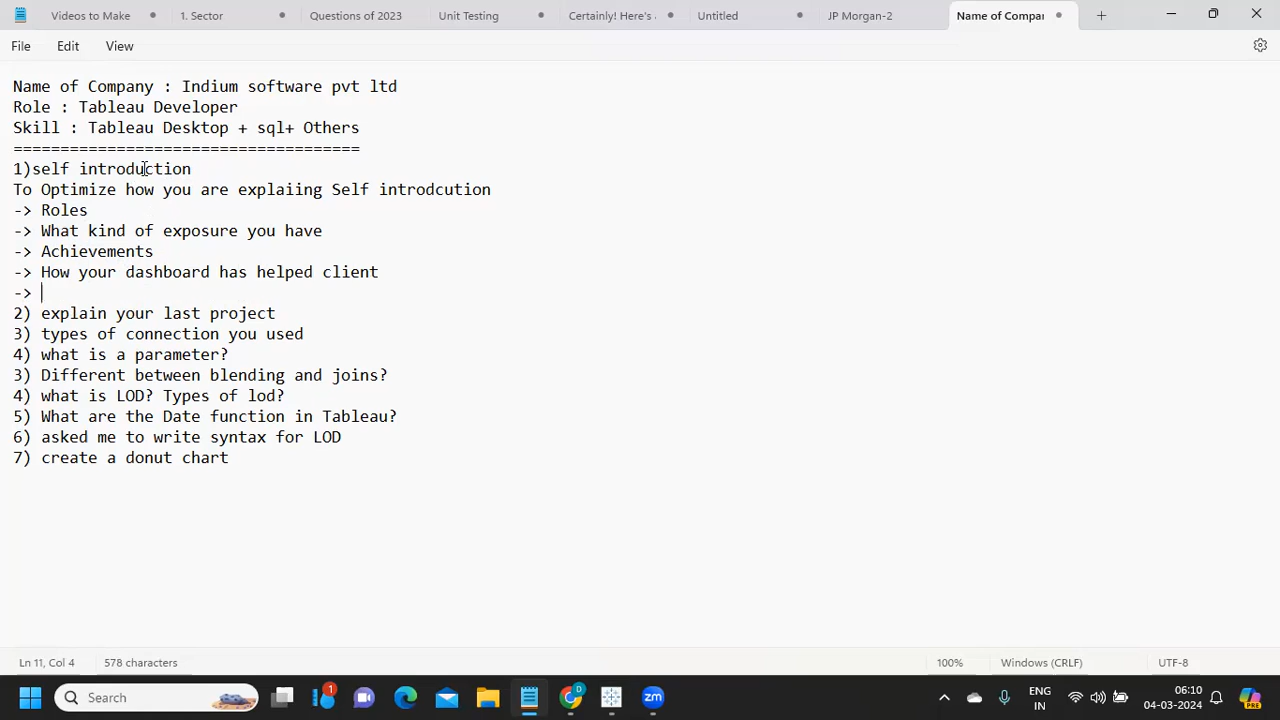 Videos to Make
1. Sector
Questions of 2023
Unit Testing
Certainly! Here's
Untitled
JP Morgan-2
Name of Compar
File
Edit
View
Name of Company : Indium software pvt ltd
Role : Tableau Developer
Skill : Tableau Desktop + sql+ Others
=====================================
1)self introduction
To Optimize how you are explaiing Self introdcution
-> Roles
-> What kind of exposure you have
-> Achievements
-> How your dashboard has helped client
->
2) explain your last project
3) types of connection you used
4) what is a parameter?
3) Different between blending and joins?
4) what is LOD? Types of lod?
5) What are the Date function in Tableau?
6) asked me to write syntax for LOD
7) create a donut chart
Ln 11, Col 4
578 characters
100%
Windows (CRLF)
UTF-8
Search
1
D
zm
ENG
IN
06:10
04-03-2024
PRE